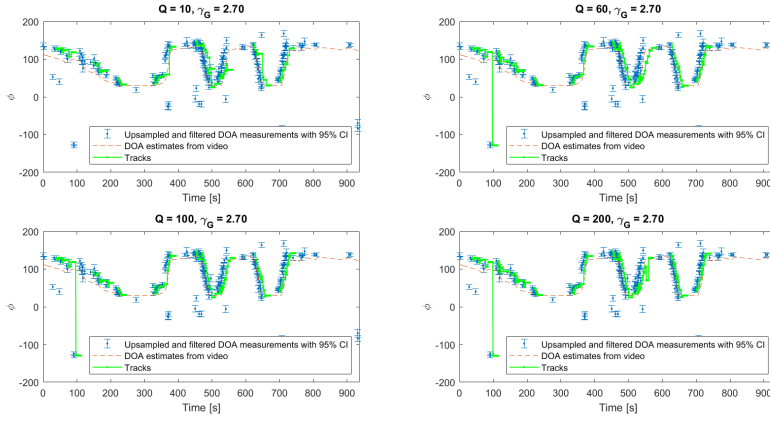 Q = 10, γG = 2.70
200
100
0
-100
-200
ϕ
Upsampled and filtered DOA measurements with 95% CI
DOA estimates from video
Tracks
0 100 200 300 400 500 600 700 800 900
Time [s]
Q = 60, γG = 2.70
200
100
0
-100
-200
ϕ
Upsampled and filtered DOA measurements with 95% CI
DOA estimates from video
Tracks
0 100 200 300 400 500 600 700 800 900
Time [s]
Q = 100, γG = 2.70
200
100
0
-100
-200
ϕ
Upsampled and filtered DOA measurements with 95% CI
DOA estimates from video
Tracks
0 100 200 300 400 500 600 700 800 900
Time [s]
Q = 200, γG = 2.70
200
100
0
-100
-200
ϕ
Upsampled and filtered DOA measurements with 95% CI
DOA estimates from video
Tracks
0 100 200 300 400 500 600 700 800 900
Time [s]